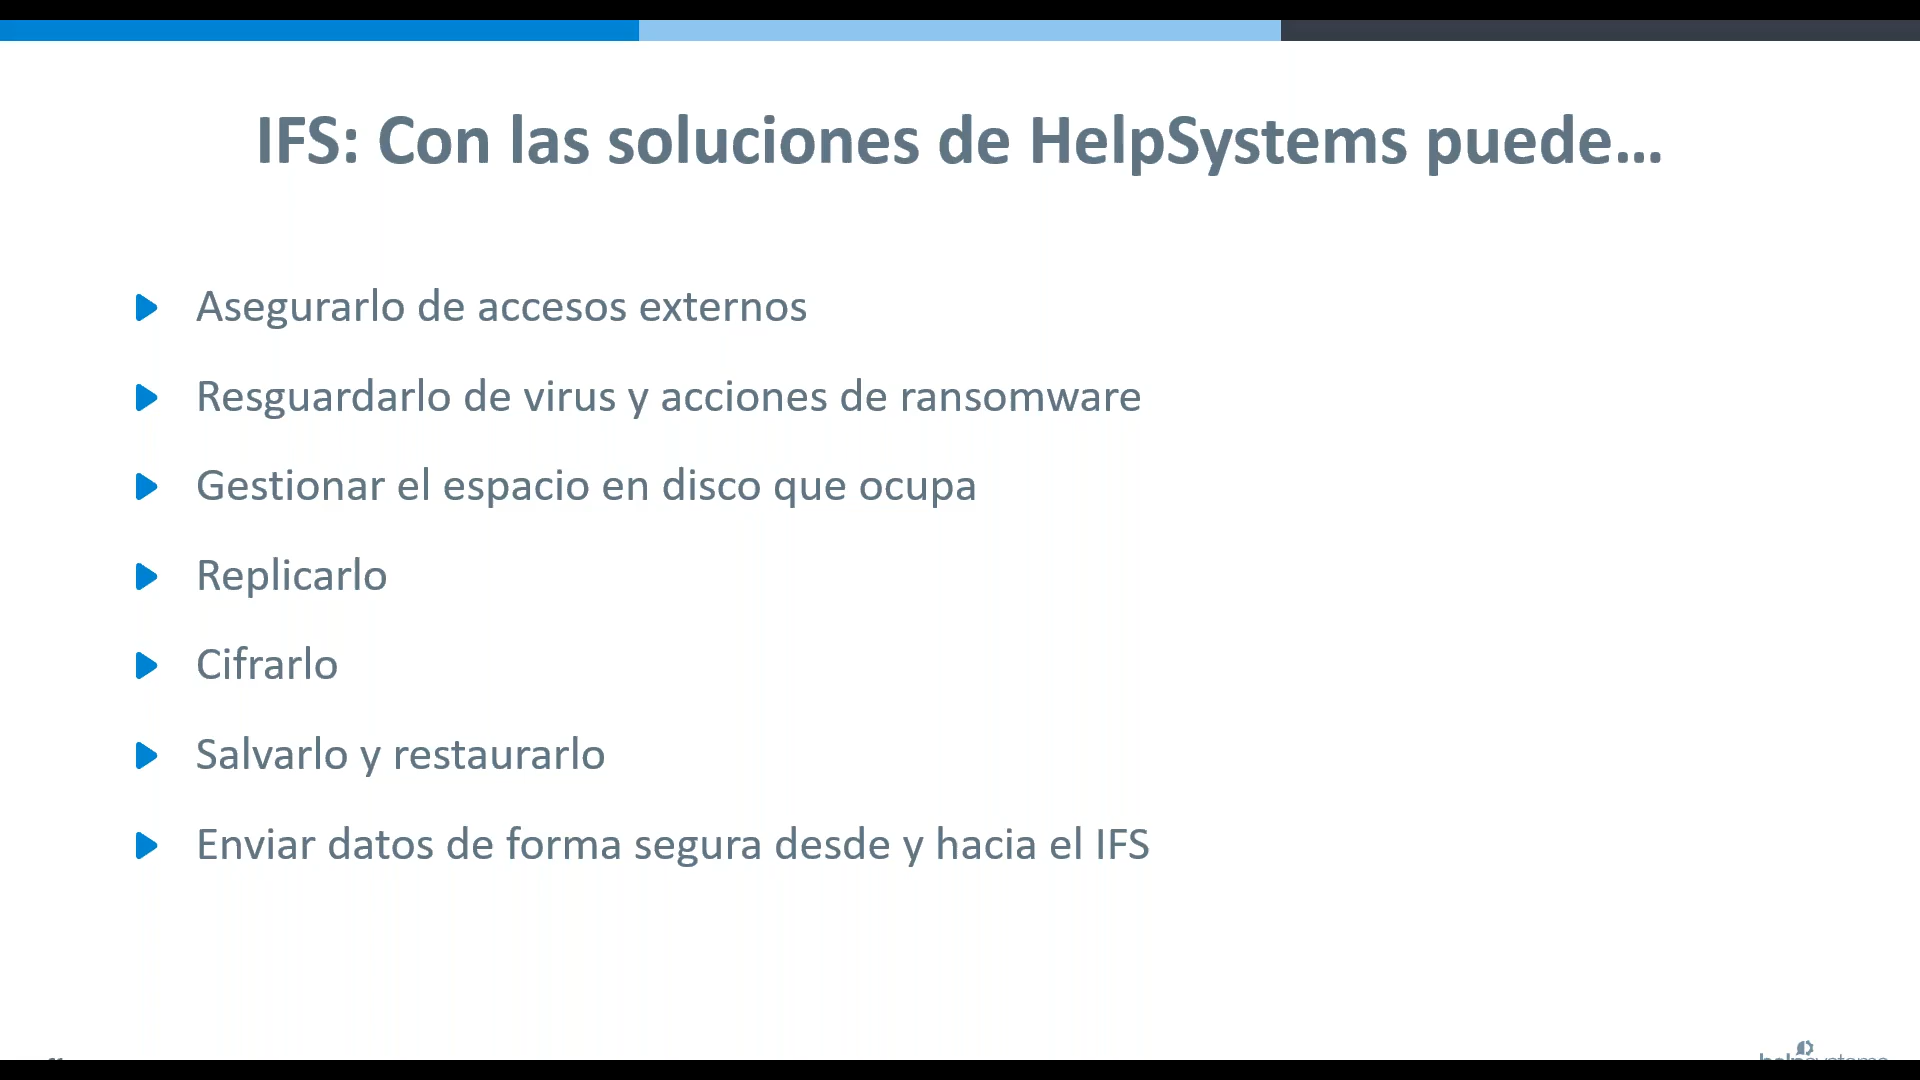 IFS: Con las soluciones de HelpSystems puede...
Asegurarlo de accesos externos
Resguardarlo de virus y acciones de ransomware
Gestionar el espacio en disco que ocupa
Replicarlo
Cifrarlo
Salvarlo y restaurarlo
Enviar datos de forma segura desde y hacia el IFS